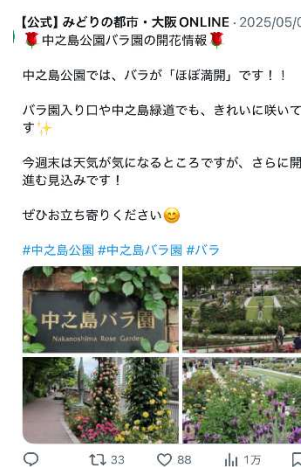 【公式】みどりの都市・大阪ONLINE · 2025/05/0
🌹中之島公園バラ園の開花情報🌹
中之島公園では、バラが「ほぼ満開」です！！
バラ園入り口や中之島緑道でも、きれいに咲いて
す✨
今週末は天気が気になるところですが、さらに開
進む見込みです！
ぜひお立ち寄りください😊
#中之島公園 #中之島バラ園 #バラ
中之島バラ園
Nakanoshima Rose Garden
33
88
1万